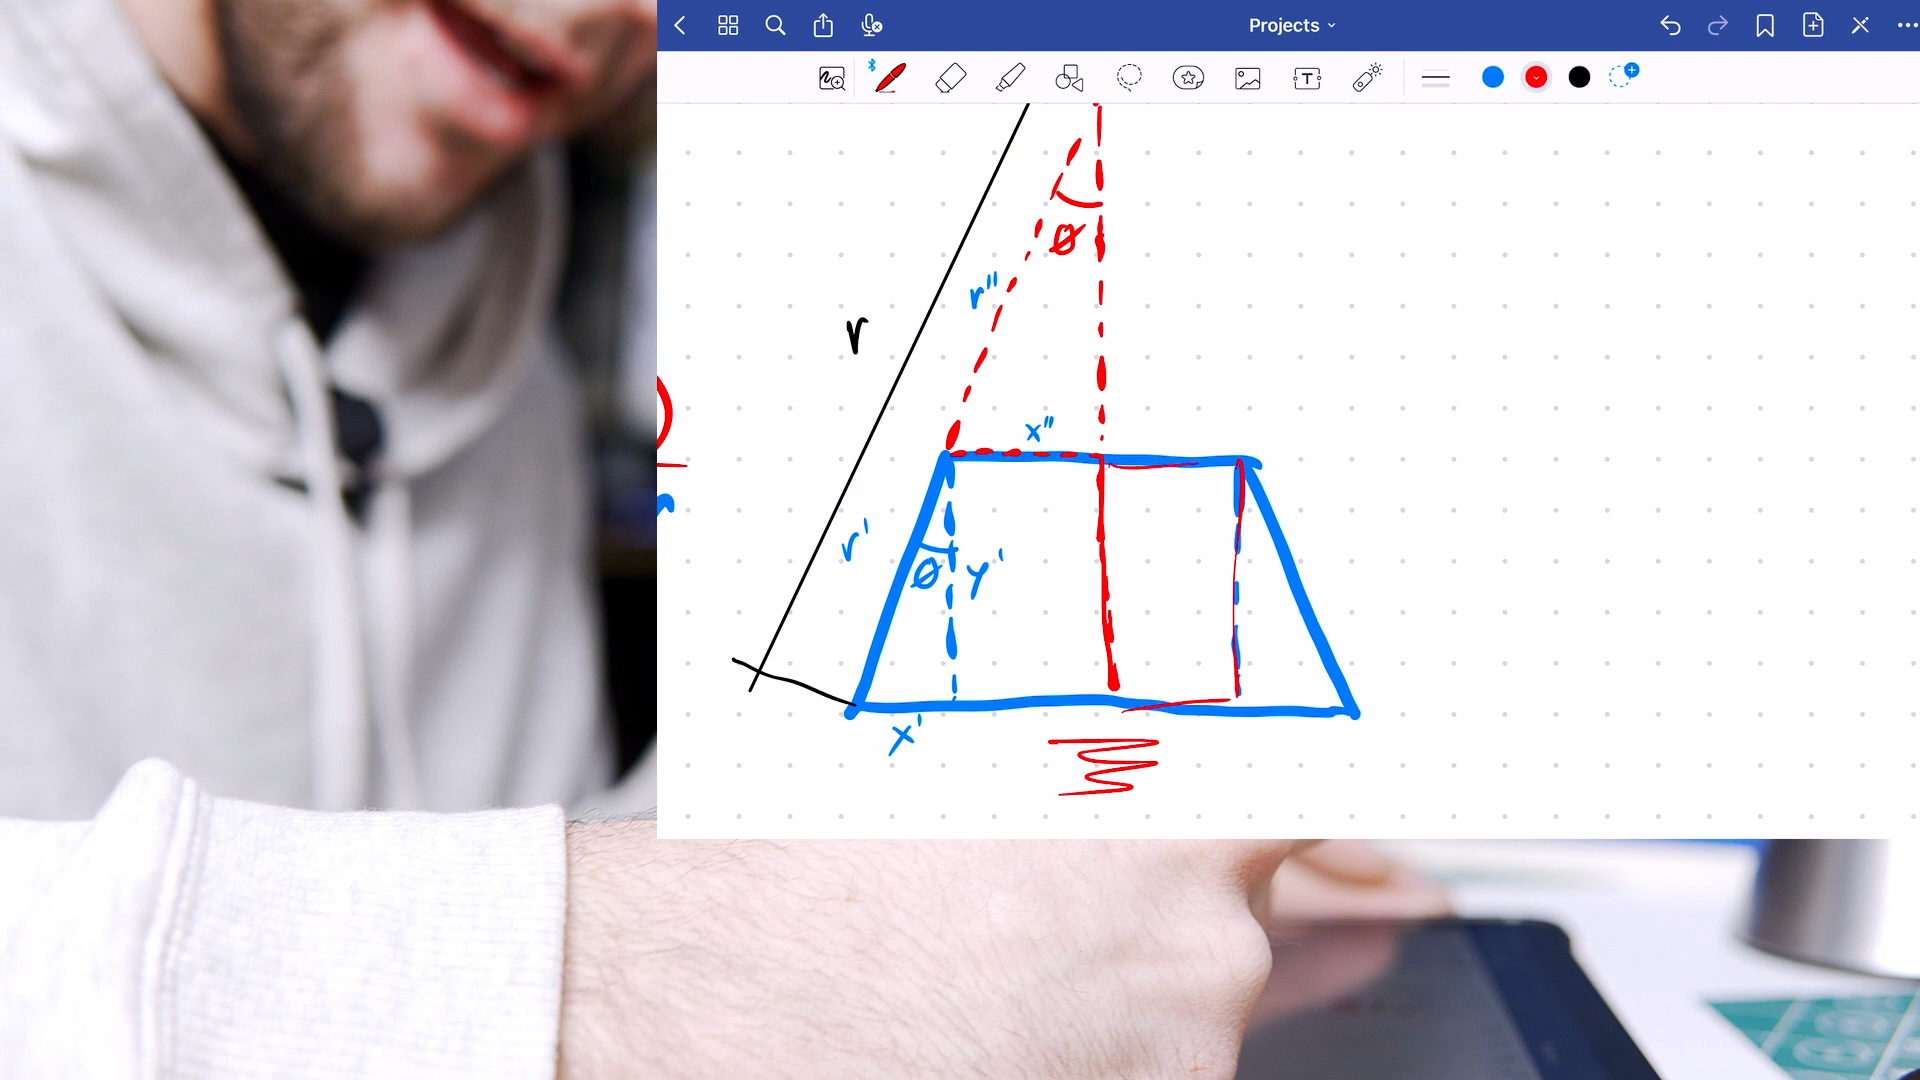 Projects
T
Ø
r"
r
x"
r'
Ø y'
x'